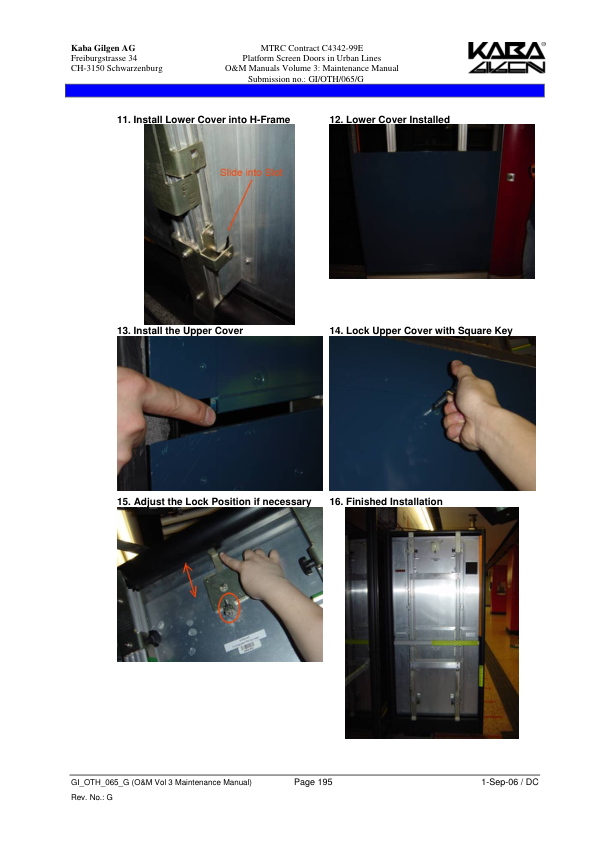 Kaba Gilgen AG
Freiburgstrasse 34
CH-3150 Schwarzenburg
MTRC Contract C4342-99E
Platform Screen Doors in Urban Lines
O&M Manuals Volume 3: Maintenance Manual
Submission no.: GI/OTH/065/G
KABA
GILGEN
11. Install Lower Cover into H-Frame
12. Lower Cover Installed
Slide into
13. Install the Upper Cover
14. Lock Upper Cover with Square Key
15. Adjust the Lock Position if necessary
16. Finished Installation
GI_OTH_065_G (O&M Vol 3 Maintenance Manual)
Page 195
1-Sep-06 / DC
Rev. No.: G